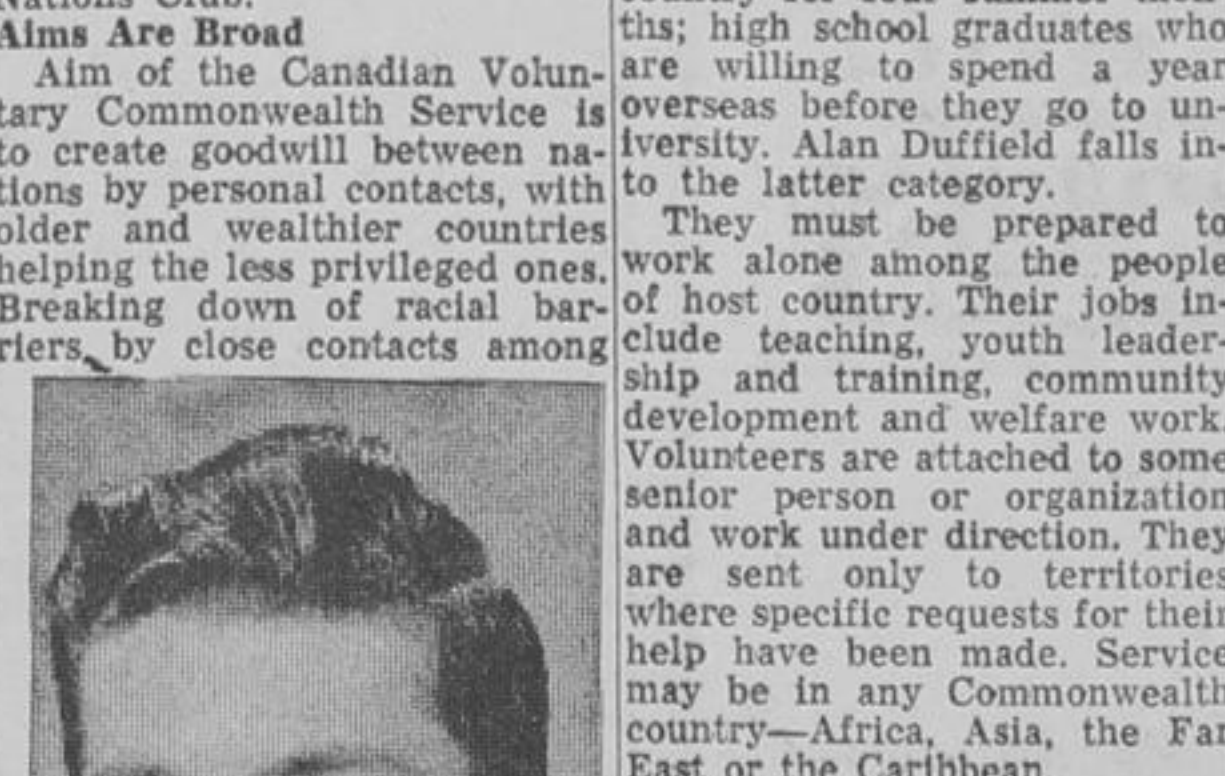 Nations Club.
Aims Are Broad
Aim of the Canadian Volun-
tary Commonwealth Service is
to create goodwill between na-
tions by personal contacts, with
older and wealthier countries
helping the less privileged ones.
Breaking down of racial bar-
riers by close contacts among
ths; high school graduates who
are willing to spend a year
overseas before they go to un-
iversity. Alan Duffield falls in-
to the latter category.
They must be prepared to
work alone among the people
of host country. Their jobs in-
clude teaching, youth leader-
ship and training, community
development and welfare work.
Volunteers are attached to some
senior person or organization
and work under direction. They
are sent only to territories
where specific requests for their
help have been made. Service
may be in any Commonwealth
country—Africa, Asia, the Far
East or the Caribbean